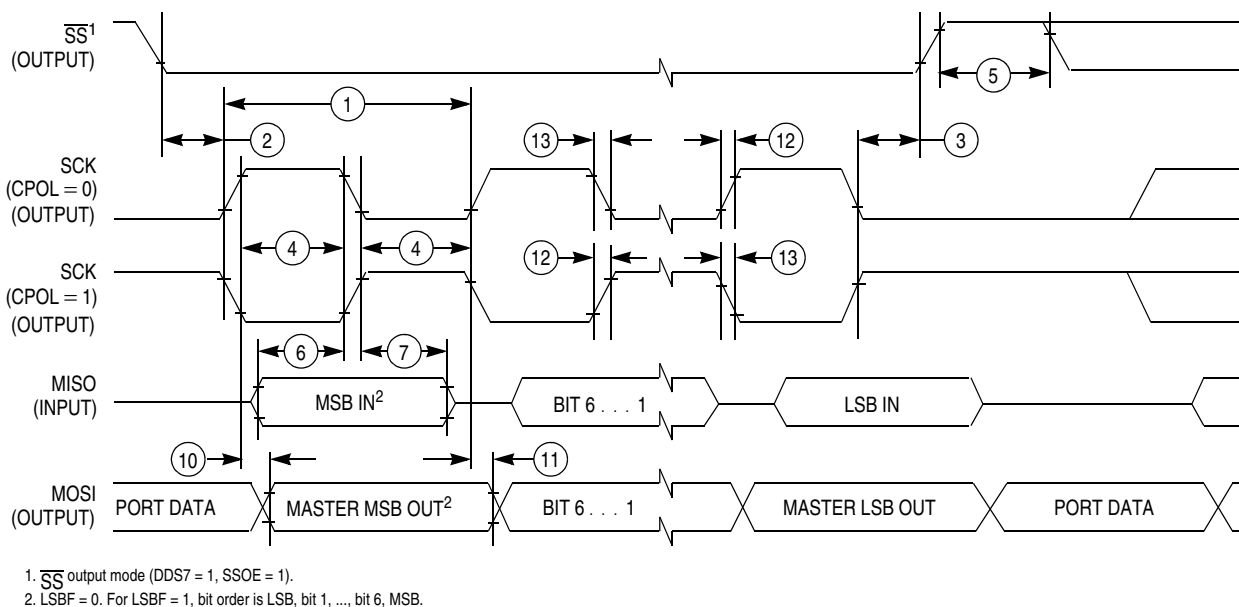 SS1
(OUTPUT)
5
1
2
13
12
3
SCK
(CPOL = 0)
(OUTPUT)
4
4
12
13
SCK
(CPOL = 1)
(OUTPUT)
6
7
MISO
(INPUT)
MSB IN2
BIT 6 . . . 1
LSB IN
10
11
MOSI
(OUTPUT)
PORT DATA
MASTER MSB OUT2
BIT 6 . . . 1
MASTER LSB OUT
PORT DATA
1. SS output mode (DDS7 = 1, SSOE = 1).
2. LSBF = 0. For LSBF = 1, bit order is LSB, bit 1, ..., bit 6, MSB.